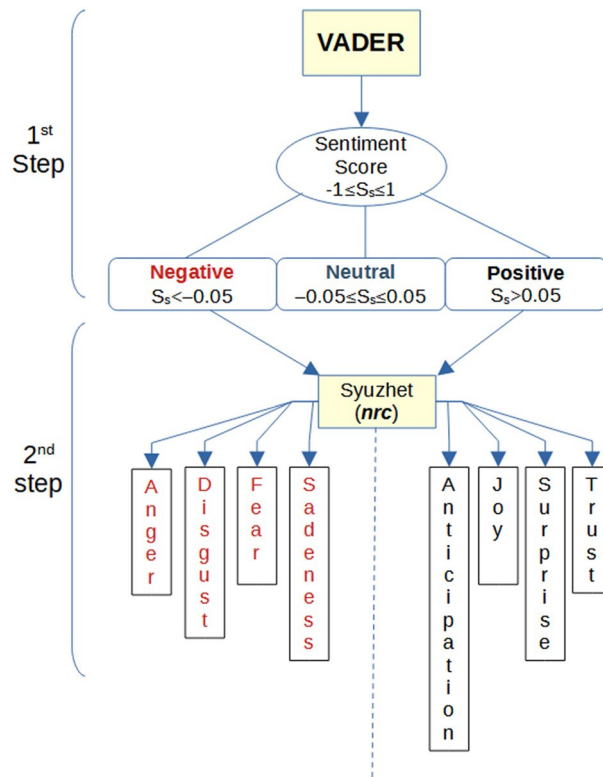 VADER
1st
Step
Sentiment
Score
-1≤Ss≤1
Negative
Ss<−0.05
Neutral
−0.05≤Ss≤0.05
Positive
Ss>0.05
Syuzhet
(nrc)
2nd
step
Anger
Disgust
Fear
Sadeness
Anticipation
Joy
Surprise
Trust